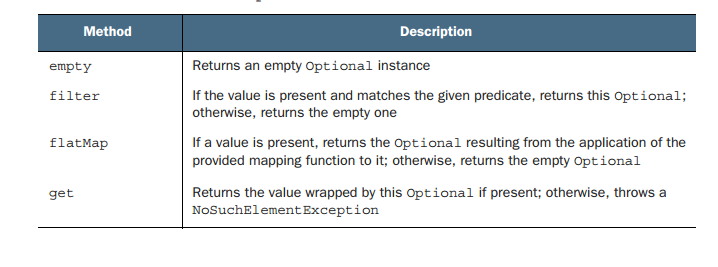 Method Description
empty Returns an empty Optional instance
filter If the value is present and matches the given predicate, returns this Optional;
otherwise, returns the empty one
flatMap If a value is present, returns the Optional resulting from the application of the
provided mapping function to it; otherwise, returns the empty Optional
get Returns the value wrapped by this Optional if present; otherwise, throws a
NoSuchElementException